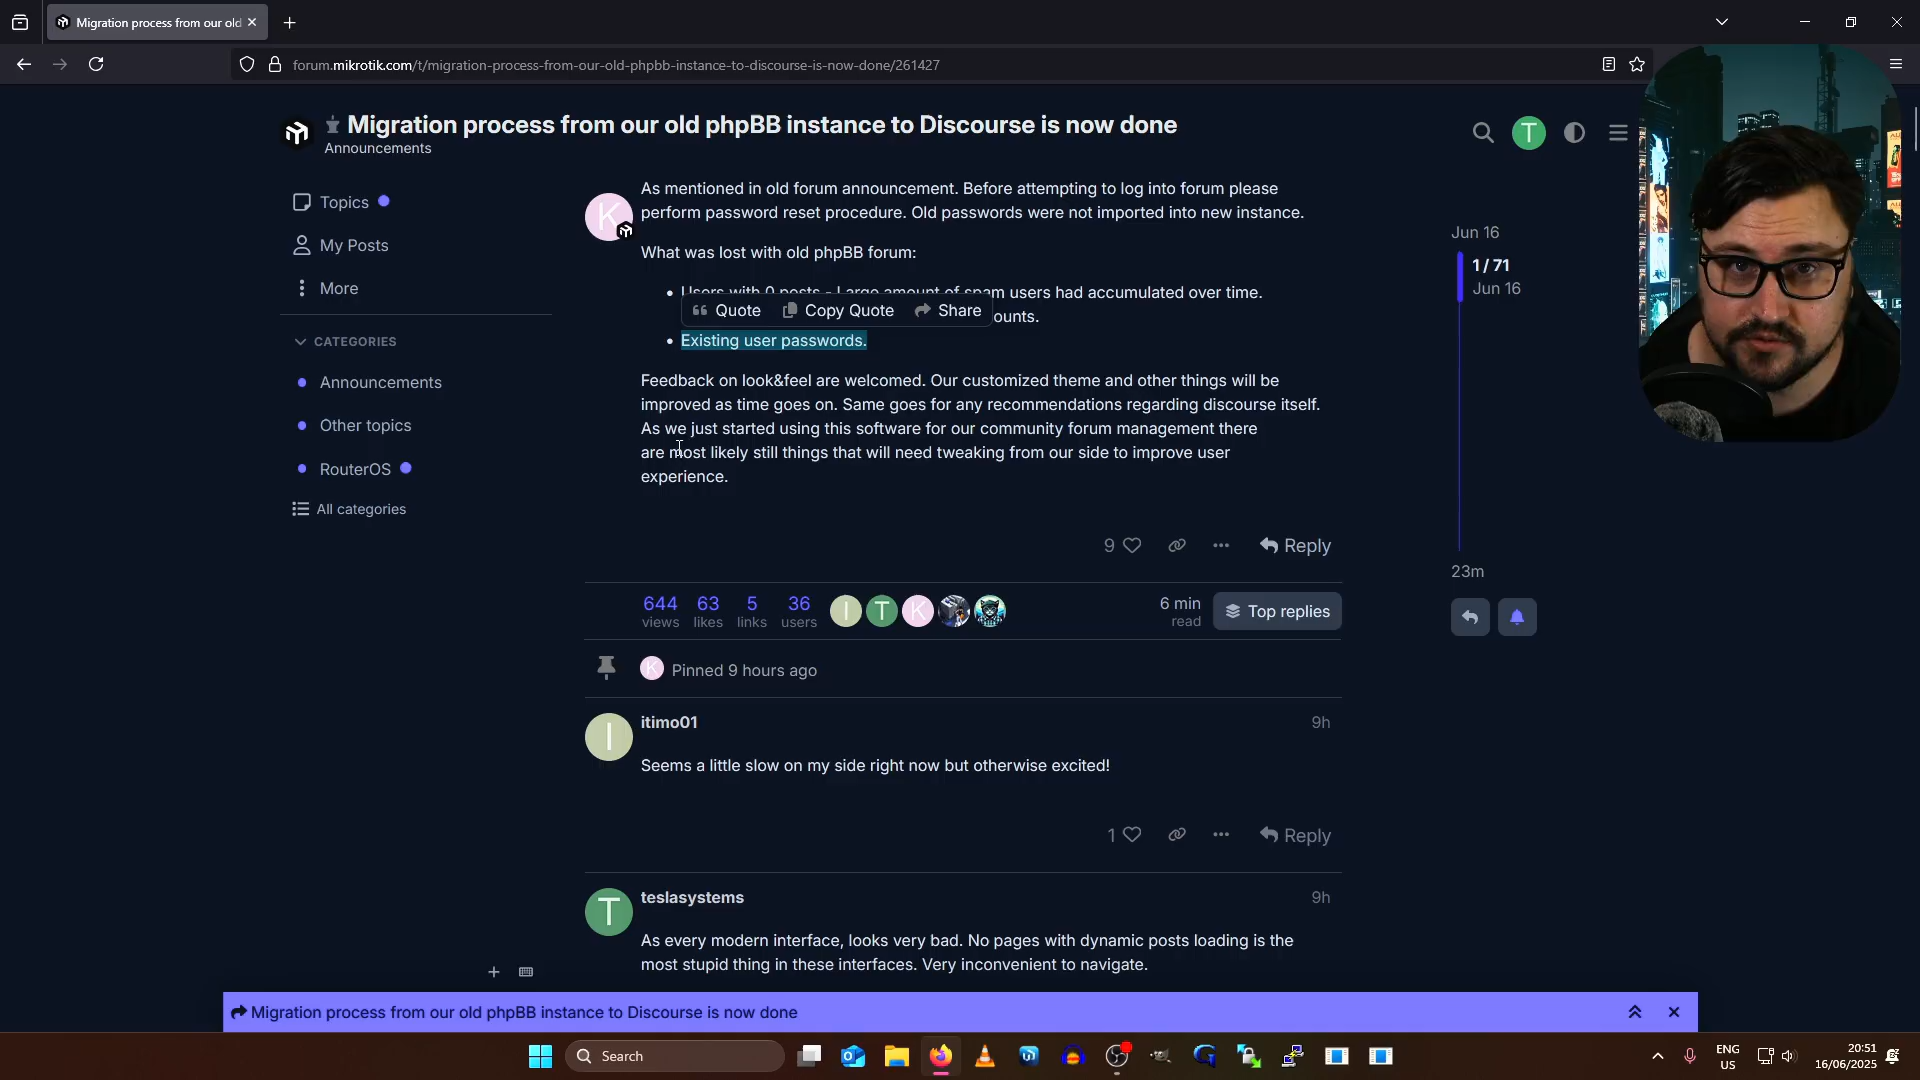 Migration process from our old
forum.mikrotik.com/t/migration-process-from-our-old-phpbb-instance-to-discourse-is-now-done/261427
Migration process from our old phpBB instance to Discourse is now done
Announcements
T
Topics
My Posts
More
CATEGORIES
Announcements
Other topics
RouterOS
All categories
K
As mentioned in old forum announcement. Before attempting to log into forum please
perform password reset procedure. Old passwords were not imported into new instance.
What was lost with old phpBB forum:
Users with 0 posts - Large amount of spam users had accumulated over time.
Quote Copy Quote Share
ounts.
Existing user passwords.
Feedback on look&feel are welcomed. Our customized theme and other things will be
improved as time goes on. Same goes for any recommendations regarding discourse itself.
As we just started using this software for our community forum management there
are most likely still things that will need tweaking from our side to improve user
experience.
9 Reply
Jun 16
1 / 71
Jun 16
23m
644 63 5 36 I T K 6 min Top replies
views likes links users read
K Pinned 9 hours ago
I itimo01 9h
Seems a little slow on my side right now but otherwise excited!
1 Reply
T teslasystems 9h
As every modern interface, looks very bad. No pages with dynamic posts loading is the
most stupid thing in these interfaces. Very inconvenient to navigate.
Migration process from our old phpBB instance to Discourse is now done
Search
ENG
US
20:51
16/06/2025